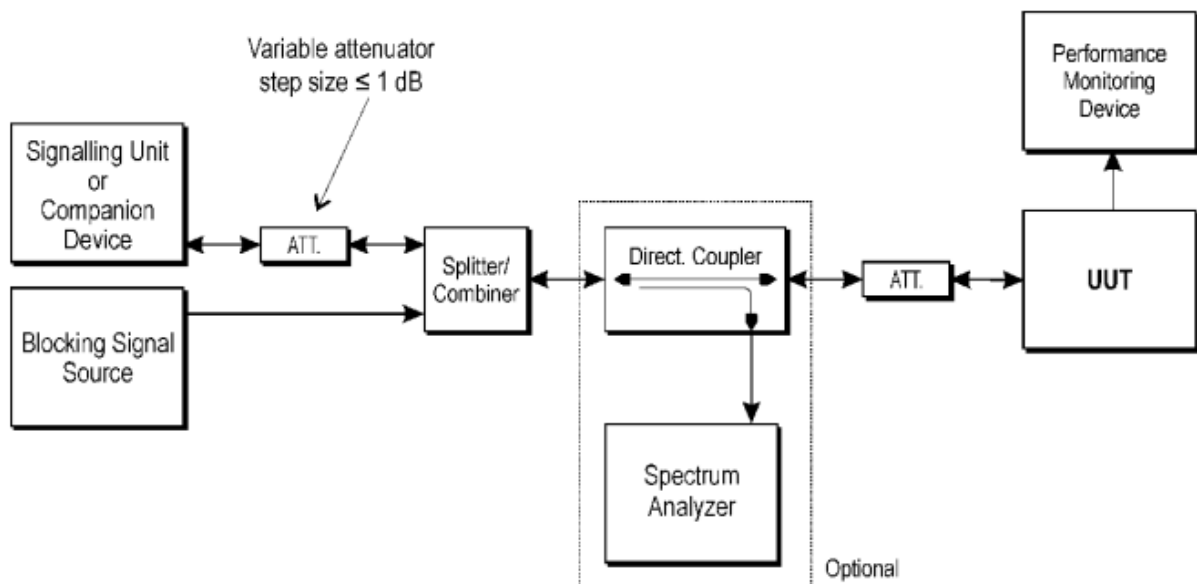 Variable attenuator
step size ≤ 1 dB
Signalling Unit
or
Companion
Device
ATT.
Splitter/
Combiner
Blocking Signal
Source
Direct. Coupler
Spectrum
Analyzer
Optional
ATT.
UUT
Performance
Monitoring
Device